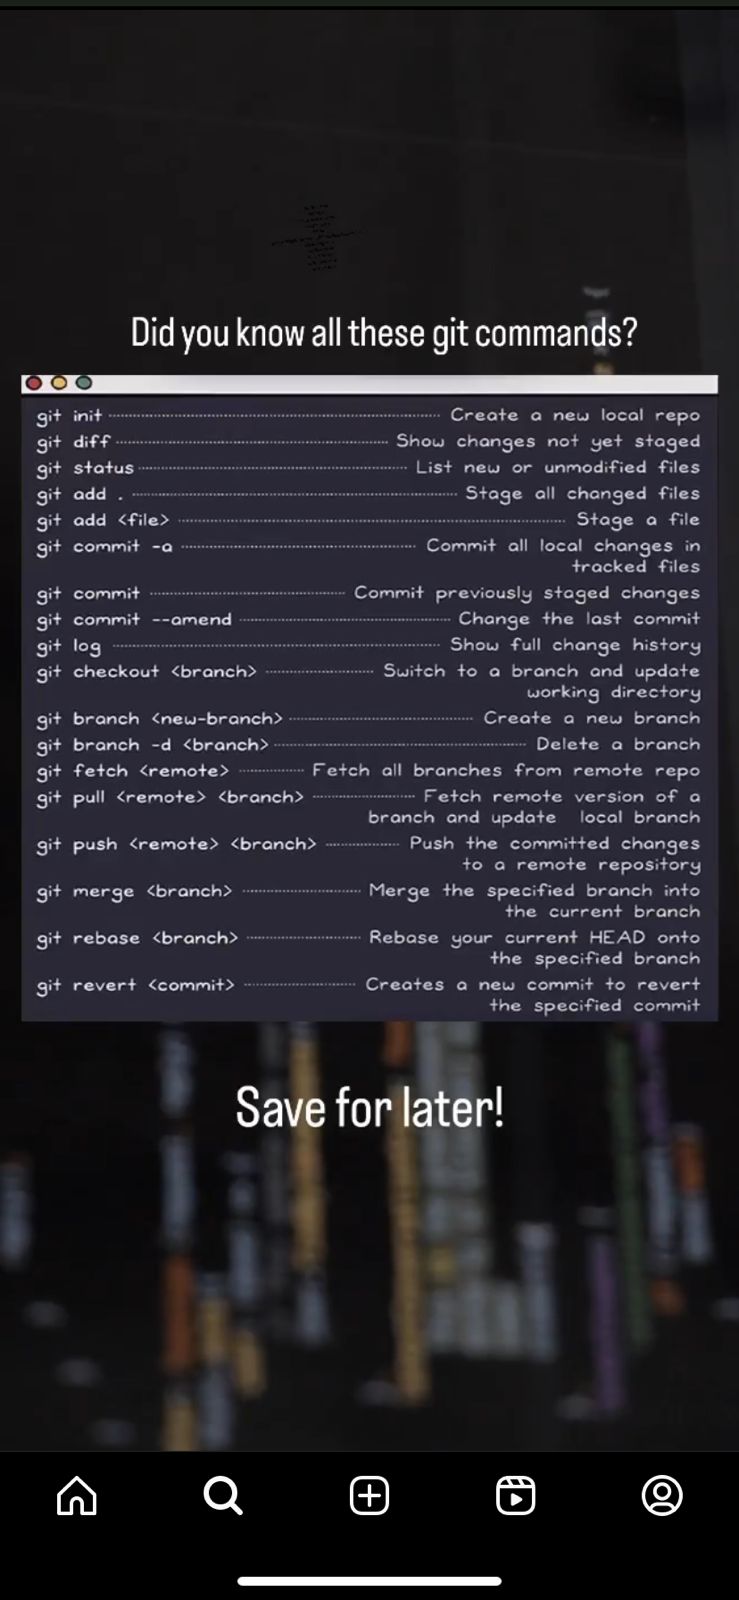 Did you know all these git commands?
git init Create a new local repo
git diff Show changes not yet staged
git status List new or unmodified files
git add . Stage all changed files
git add <file> Stage a file
git commit -a Commit all local changes in
tracked files
git commit Commit previously staged changes
git commit --amend Change the last commit
git log Show full change history
git checkout <branch> Switch to a branch and update
working directory
git branch <new-branch> Create a new branch
git branch -d <branch> Delete a branch
git fetch <remote> Fetch all branches from remote repo
git pull <remote> <branch> Fetch remote version of a
branch and update local branch
git push <remote> <branch> Push the committed changes
to a remote repository
git merge <branch> Merge the specified branch into
the current branch
git rebase <branch> Rebase your current HEAD onto
the specified branch
git revert <commit> Creates a new commit to revert
the specified commit
Save for later!